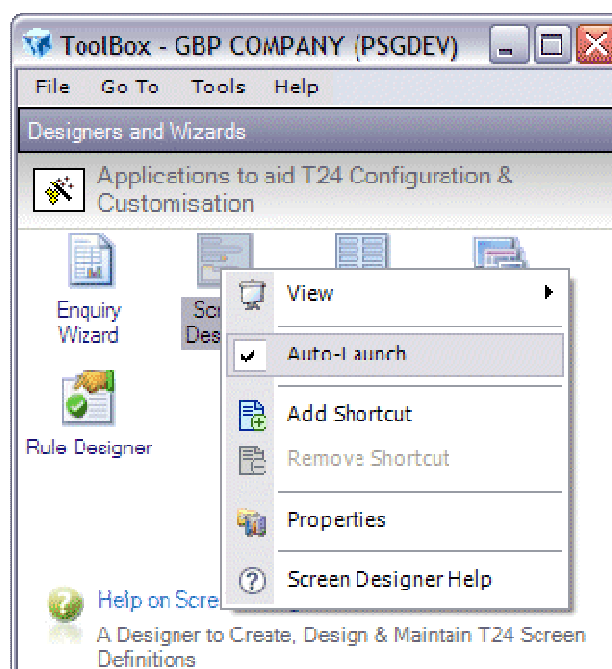 ToolBox - GBP COMPANY (PSGDEV)
File Go To Tools Help
Designers and Wizards
Applications to aid T24 Configuration &
Customisation
Enquiry
Wizard
Rule Designer
View
Auto-Launch
Add Shortcut
Remove Shortcut
Properties
Screen Designer Help
Help on
A Designer to Create, Design & Maintain T24 Screen
Definitions